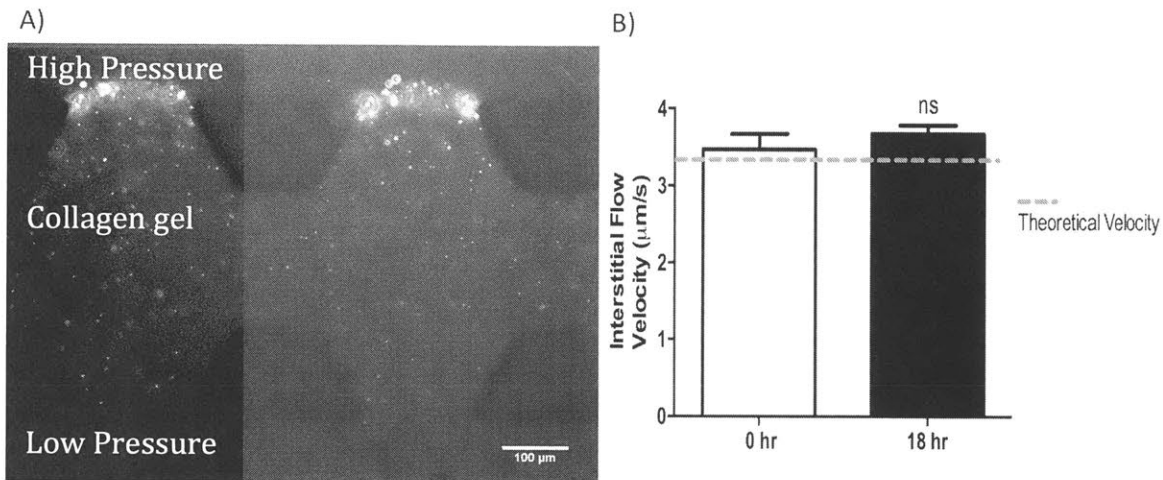 A)
High Pressure
Collagen gel
Low Pressure
100 µm
B)
Interstitial Flow
Velocity (µm/s)
4
3
2
1
0
ns
0 hr
18 hr
Theoretical Velocity